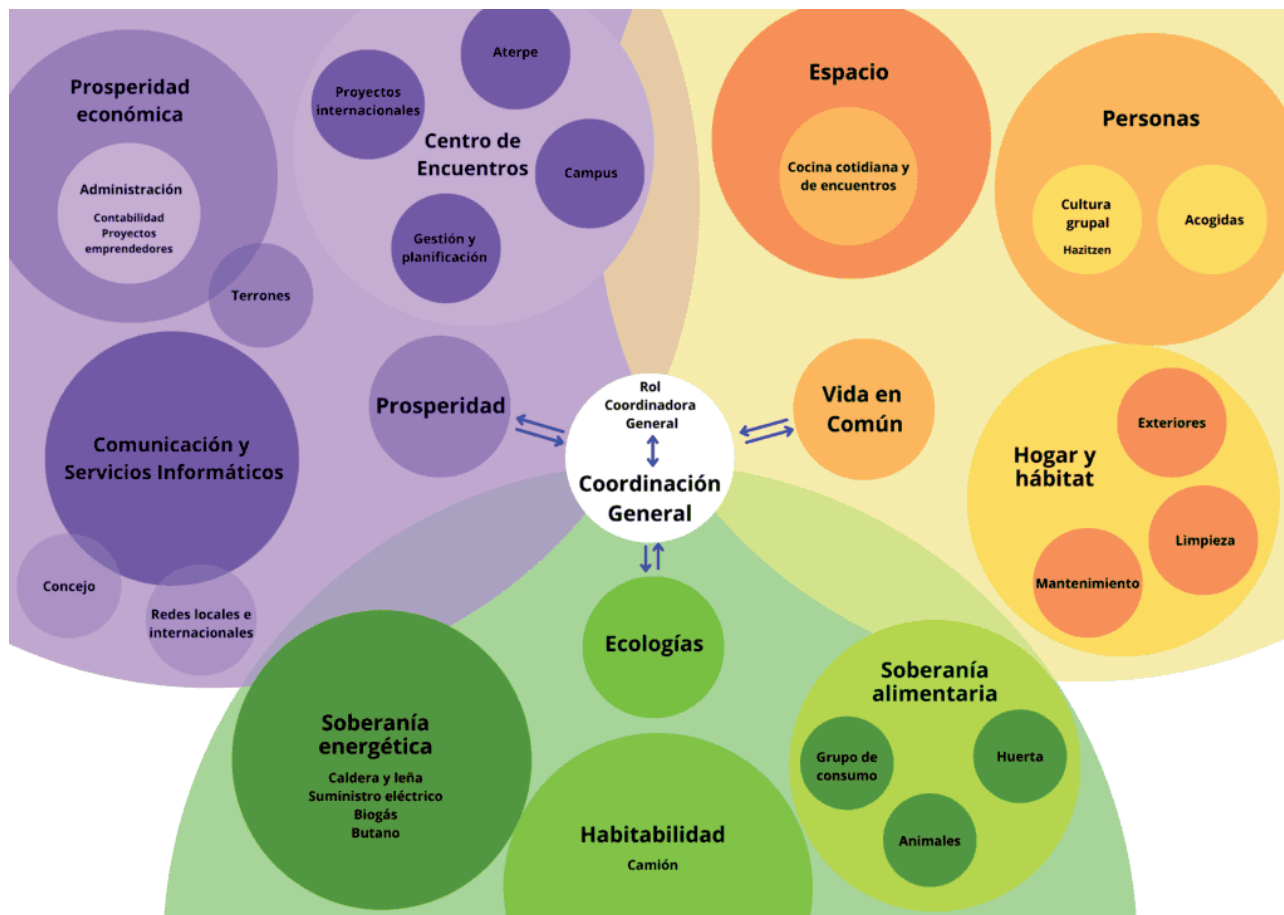 Prosperidad
económica
Administración
Contabilidad
Proyectos
emprendedores
Terrones
Aterpe
Proyectos
internacionales
Centro de
Encuentros
Campus
Gestión y
planificación
Espacio
Cocina cotidiana y
de encuentros
Personas
Cultura
grupal
Hazitzen
Acogidas
Prosperidad
Rol
Coordinadora
General
Coordinación
General
Vida en
Común
Comunicación y
Servicios Informáticos
Concejo
Redes locales e
internacionales
Hogar y
hábitat
Exteriores
Limpieza
Mantenimiento
Ecologías
Soberanía
energética
Caldera y leña
Suministro eléctrico
Biogás
Butano
Habitabilidad
Camión
Soberanía
alimentaria
Grupo de
consumo
Huerta
Animales